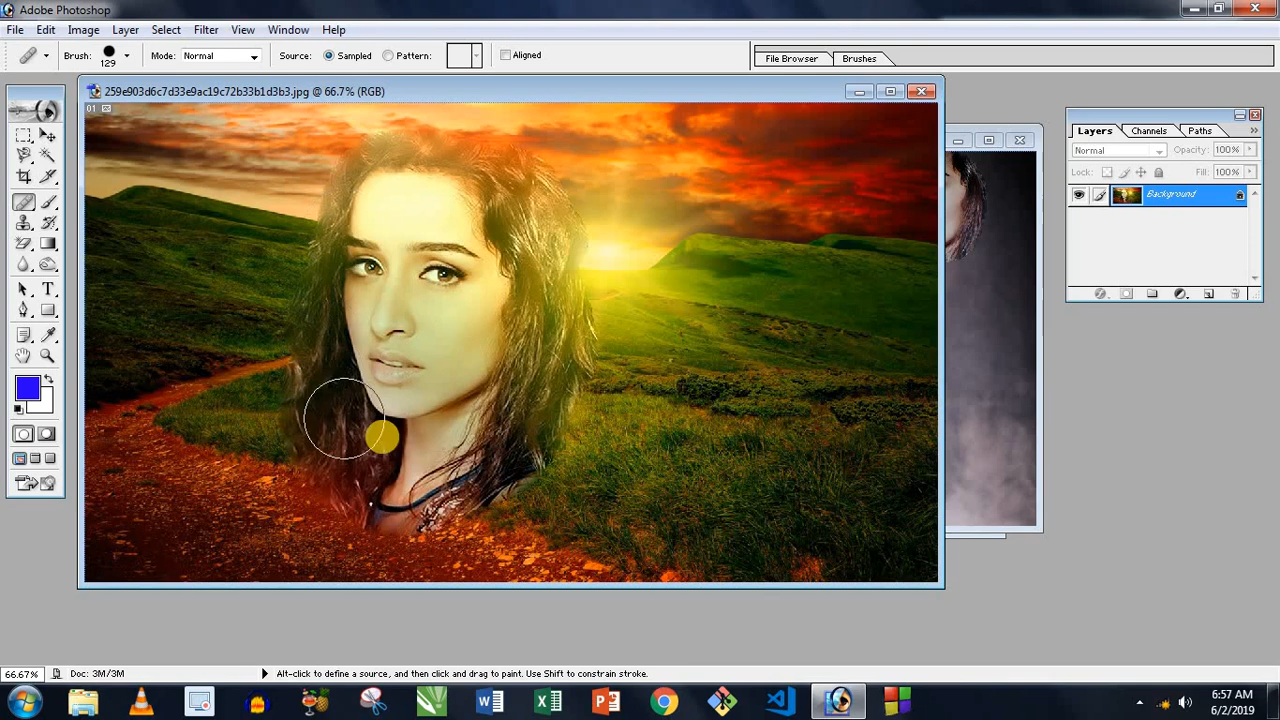 Adobe Photoshop
File Edit Image Layer Select Filter View Window Help
Brush: 129 Mode: Normal Source: Sampled Pattern: Aligned File Browser Brushes
259e903d6c7d33e9ac19c72b33b1d3b3.jpg @ 66.7% (RGB)
01
Layers Channels Paths
Normal Opacity: 100%
Lock: Fill: 100%
Background
T
66.67% Doc: 3M/3M Alt-click to define a source, and then click and drag to paint. Use Shift to constrain stroke.
6:57 AM
6/2/2019